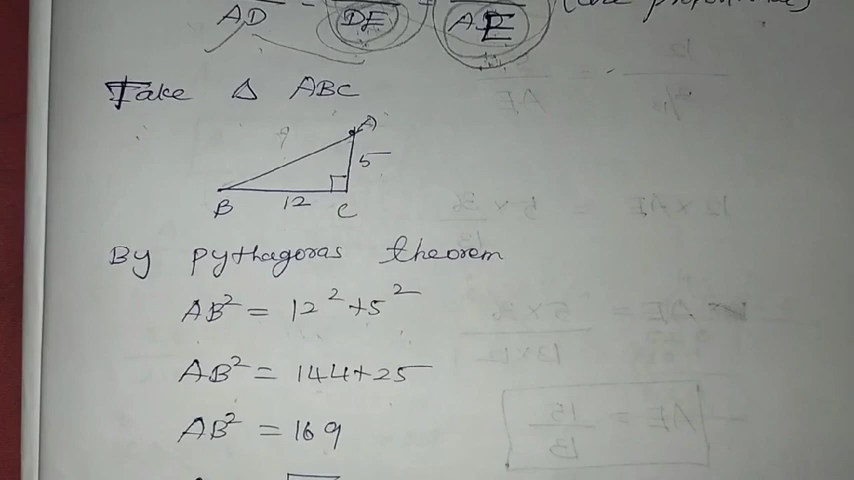 AD DE AE
Take Δ ABC
A
5
B 12 C
By pythagoras theorem
AB² = 12² + 5²
AB² = 144+25
AB² = 169